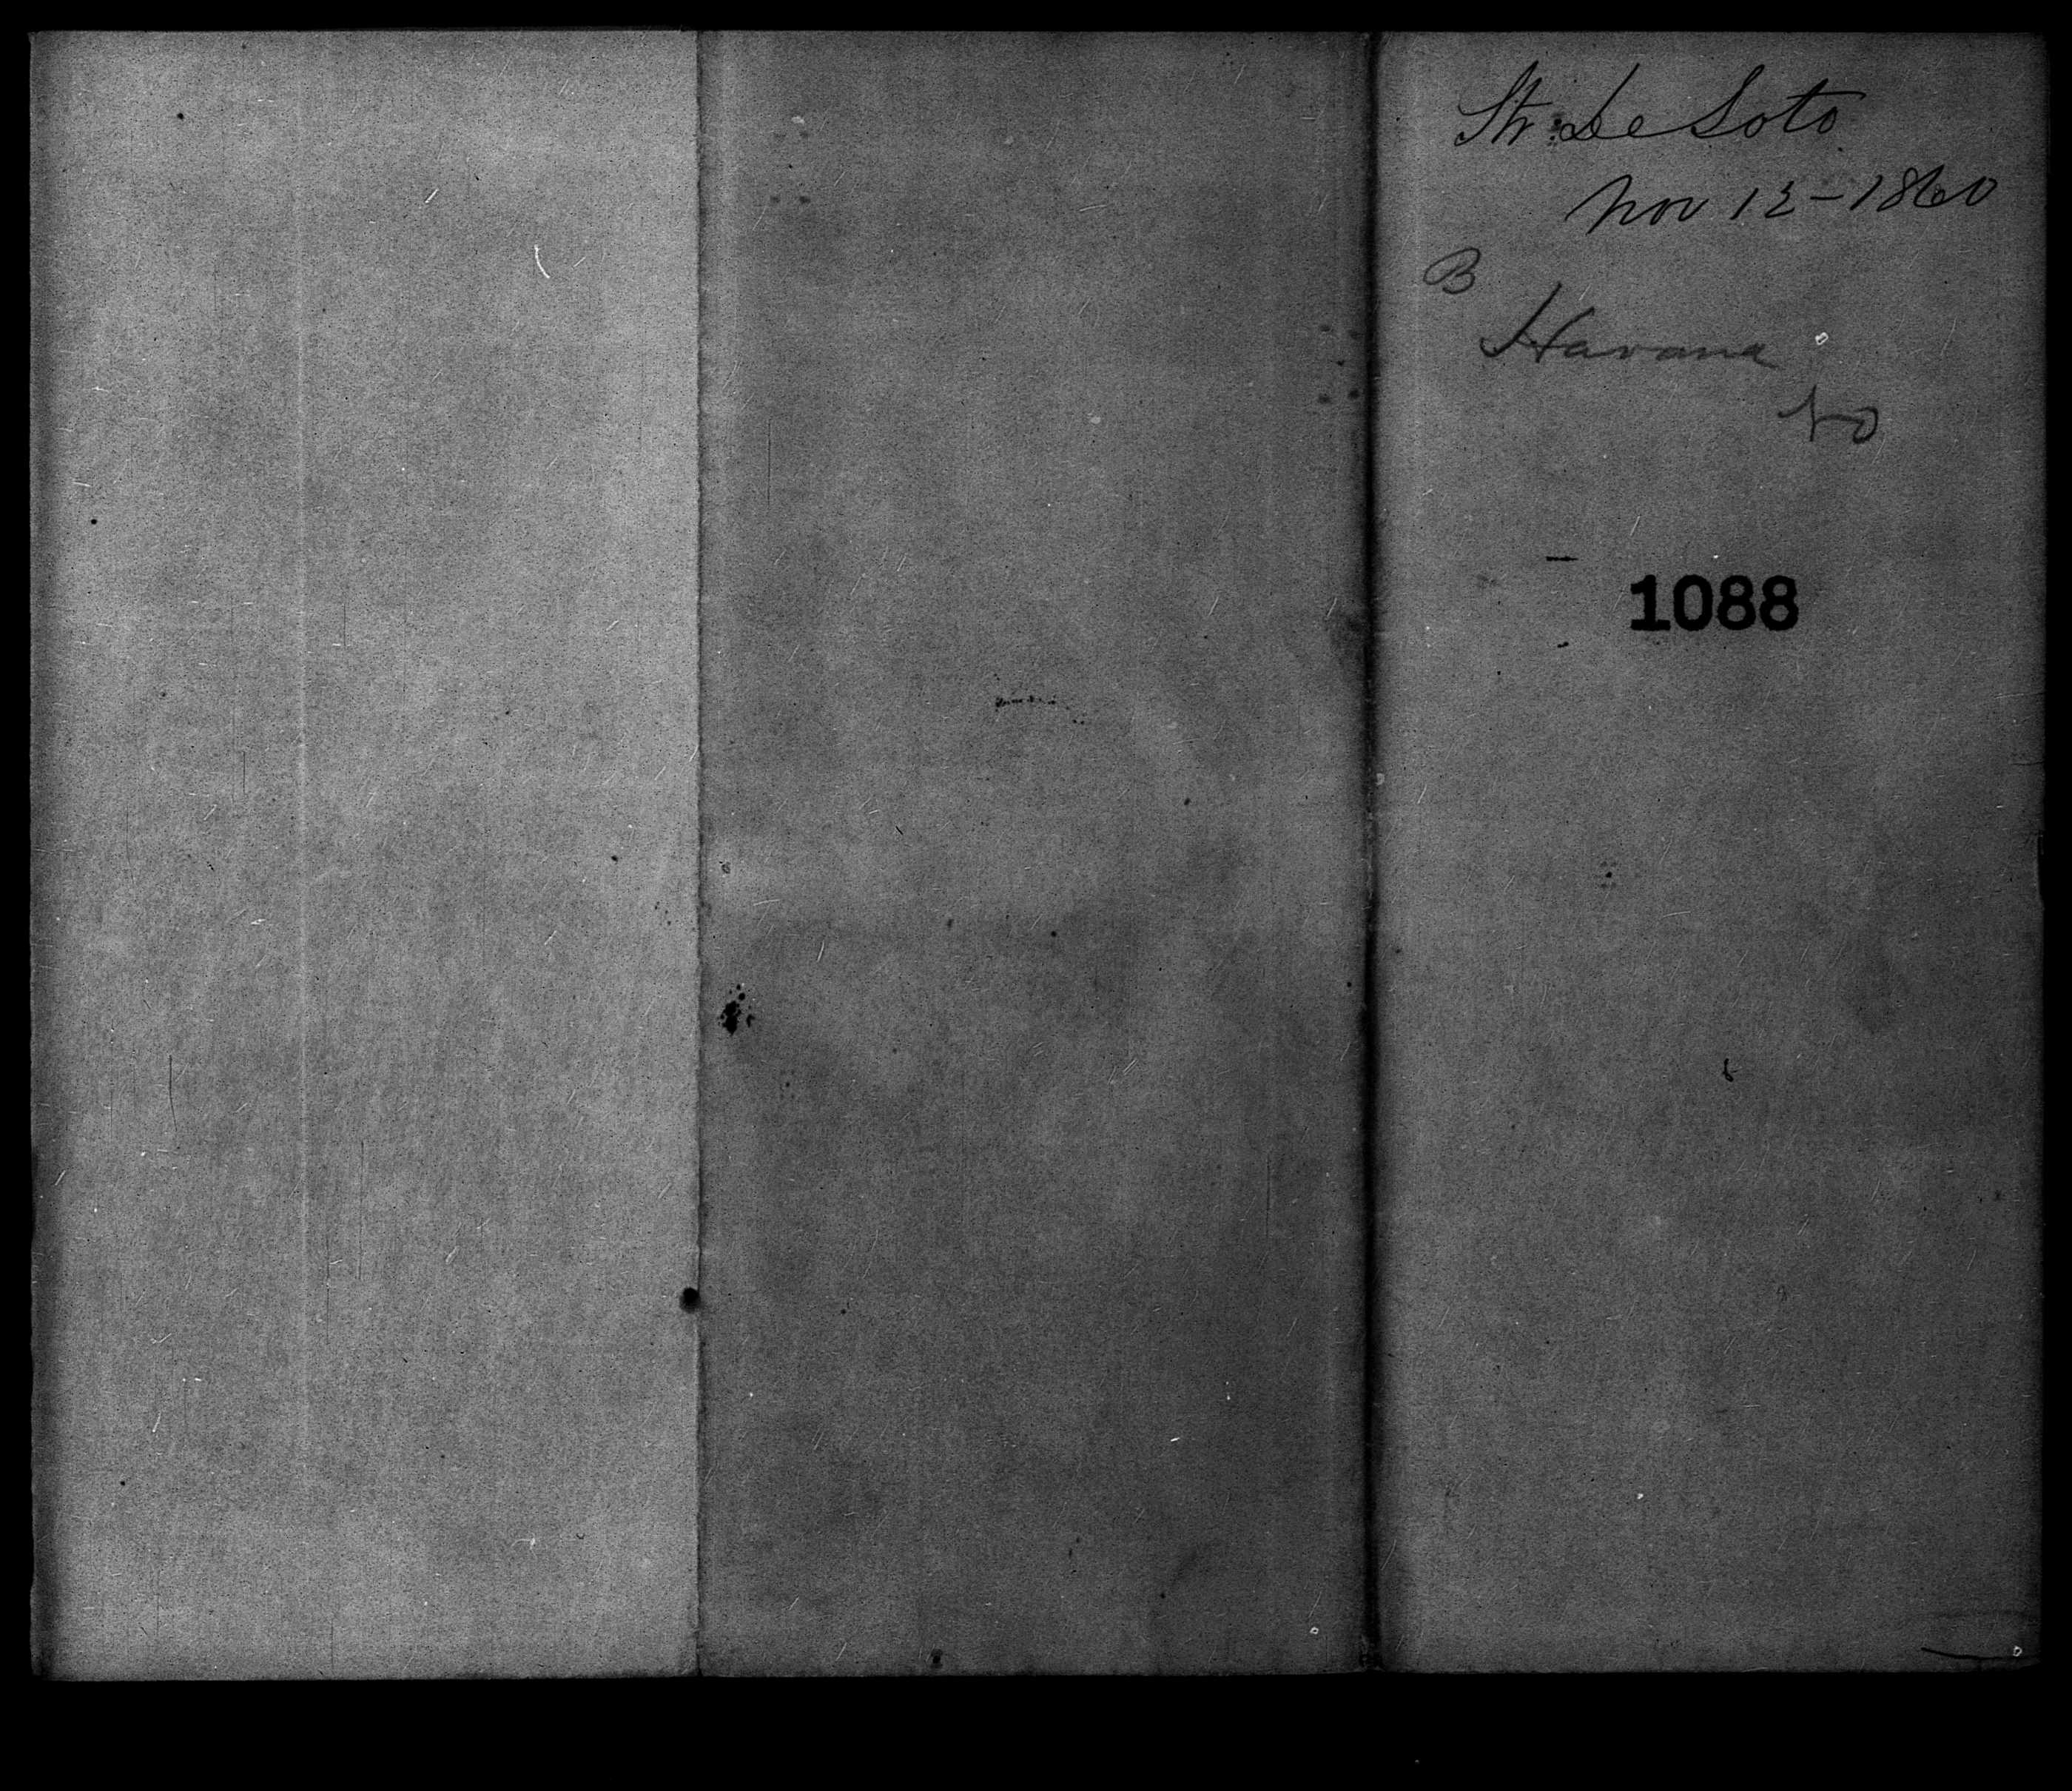 Str De Soto
Nov 12-1860
B
Havana
NO
1088